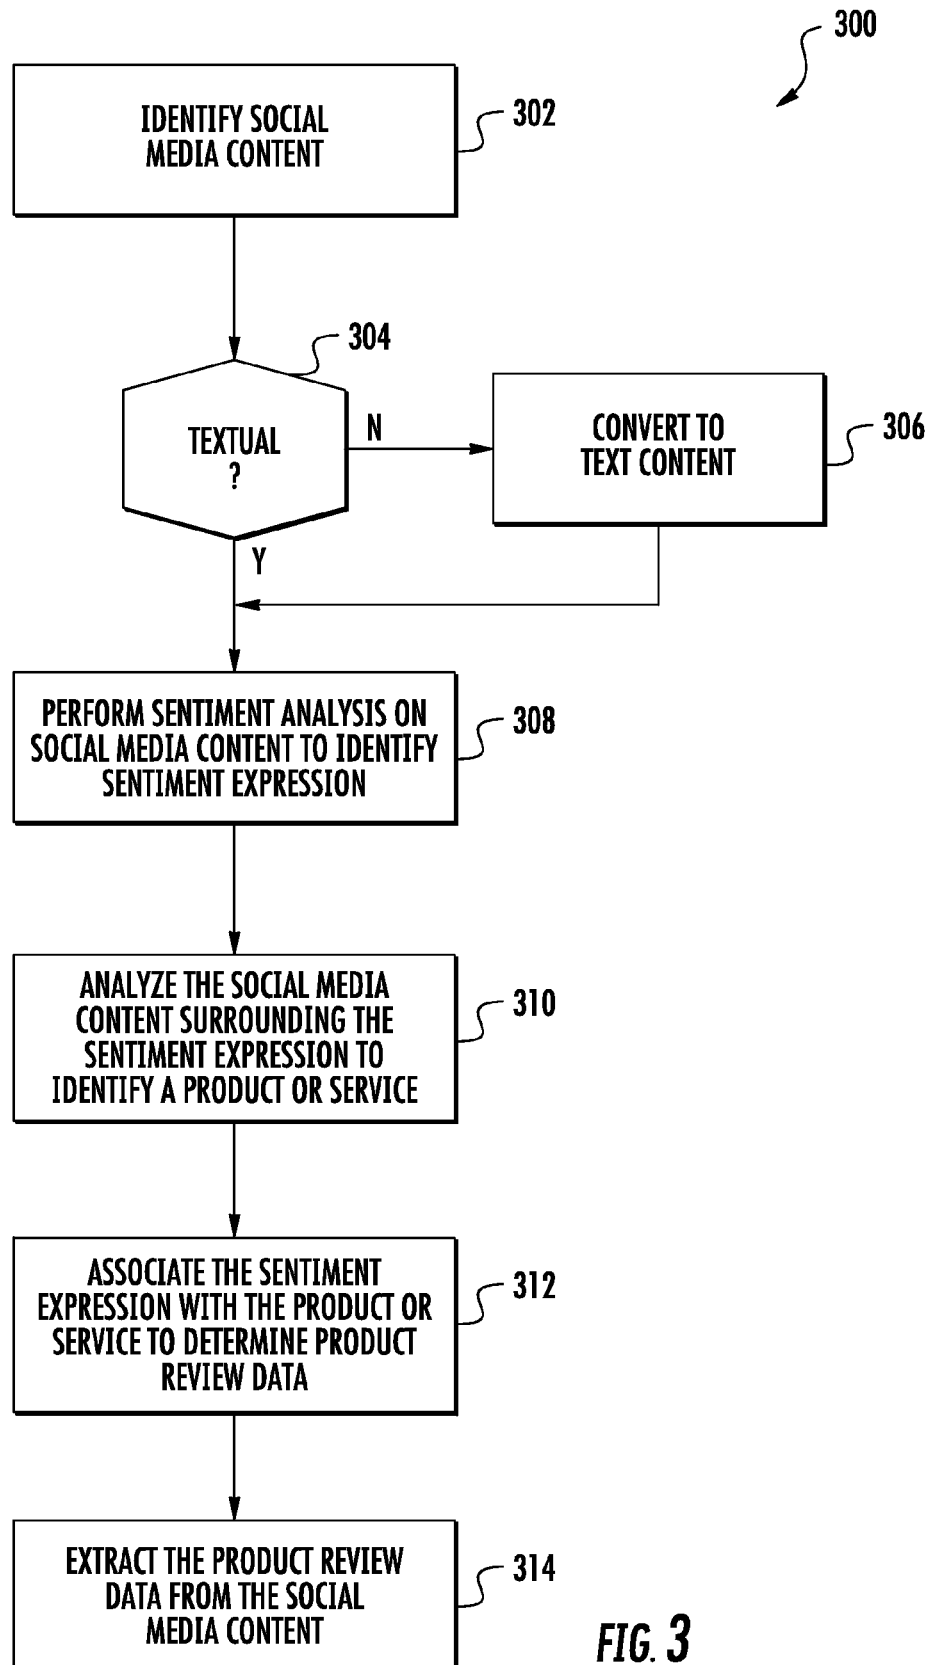 300
IDENTIFY SOCIAL
MEDIA CONTENT
302
304
TEXTUAL
?
N
CONVERT TO
TEXT CONTENT
306
Y
PERFORM SENTIMENT ANALYSIS ON
SOCIAL MEDIA CONTENT TO IDENTIFY
SENTIMENT EXPRESSION
308
ANALYZE THE SOCIAL MEDIA
CONTENT SURROUNDING THE
SENTIMENT EXPRESSION TO
IDENTIFY A PRODUCT OR SERVICE
310
ASSOCIATE THE SENTIMENT
EXPRESSION WITH THE PRODUCT OR
SERVICE TO DETERMINE PRODUCT
REVIEW DATA
312
EXTRACT THE PRODUCT REVIEW
DATA FROM THE SOCIAL
MEDIA CONTENT
314
FIG. 3